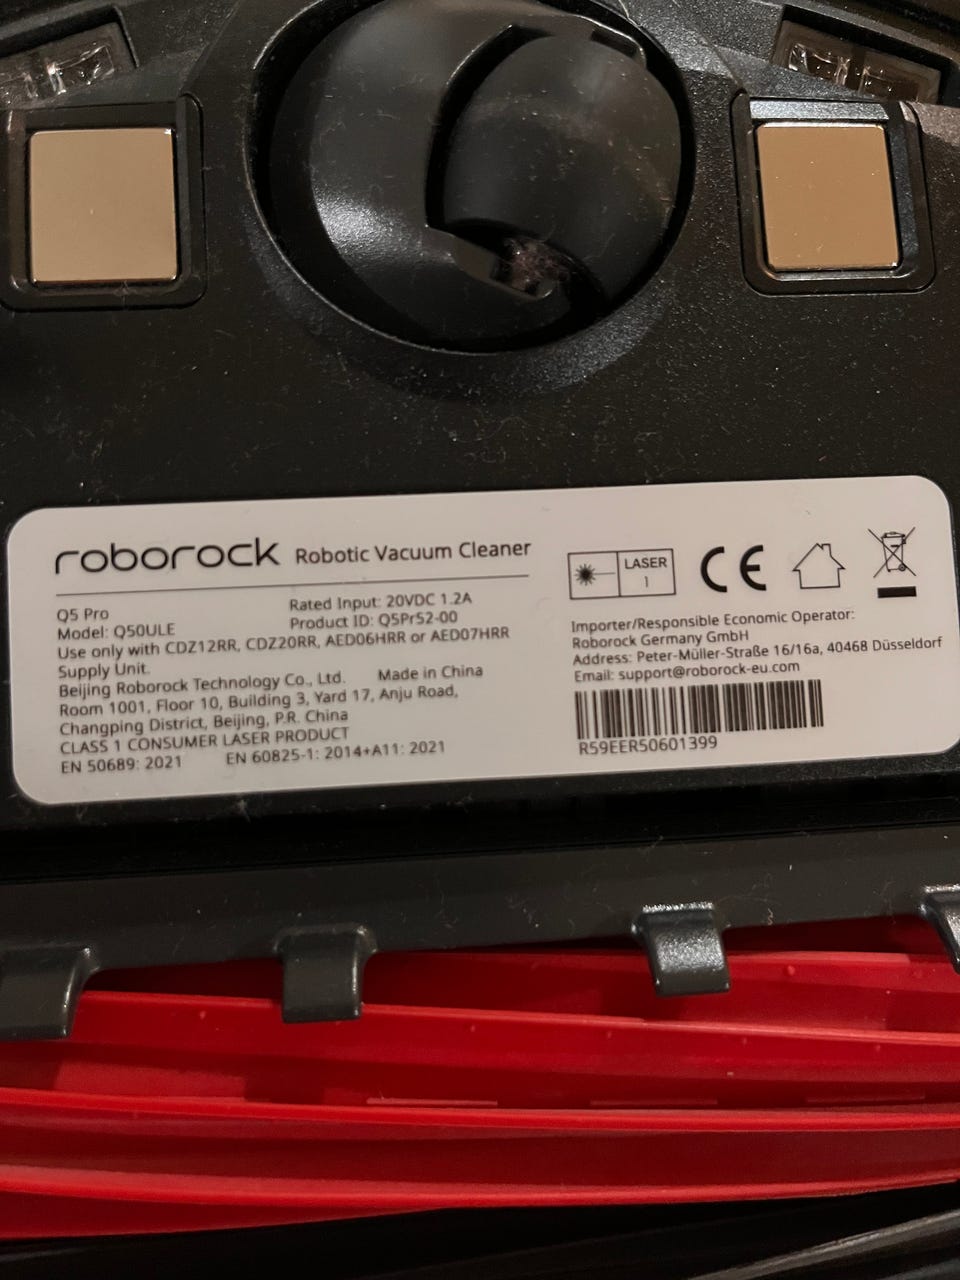 roborock Robotic Vacuum Cleaner
Q5 Pro Rated Input: 20VDC 1.2A
Model: Q50ULE Product ID: Q5Pr52-00
Use only with CDZ12RR, CDZ20RR, AED06HRR or AED07HRR
Supply Unit.
Beijing Roborock Technology Co., Ltd. Made in China
Room 1001, Floor 10, Building 3, Yard 17, Anju Road,
Changping District, Beijing, P.R. China
CLASS 1 CONSUMER LASER PRODUCT
EN 50689: 2021 EN 60825-1: 2014+A11: 2021
LASER
1
CE
Importer/Responsible Economic Operator:
Roborock Germany GmbH
Address: Peter-Müller-Straße 16/16a, 40468 Düsseldorf
Email: support@roborock-eu.com
R59EER50601399